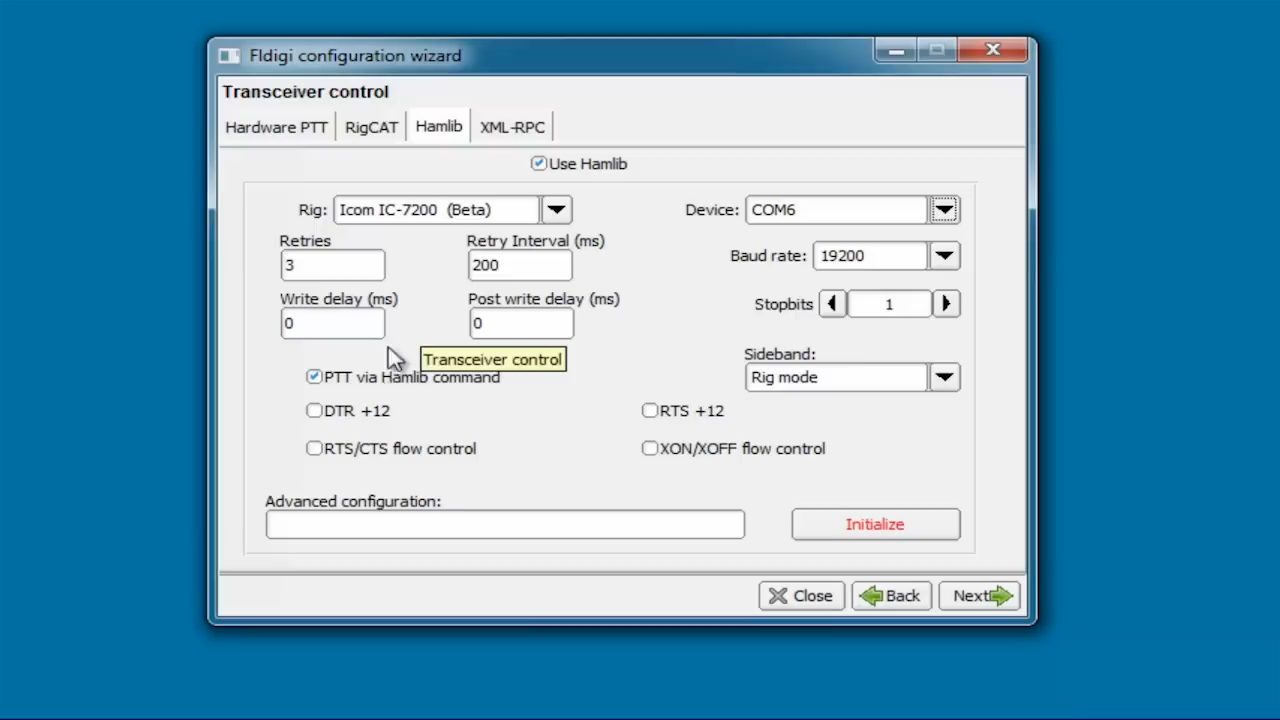 Fldigi configuration wizard
Transceiver control
Hardware PTT RigCAT Hamlib XML-RPC
Use Hamlib
Rig: Icom IC-7200 (Beta) Device: COM6
Retries Retry Interval (ms)
3 200 Baud rate: 19200
Write delay (ms) Post write delay (ms) Stopbits 1
0 0
Transceiver control Sideband:
PTT via Hamlib command Rig mode
DTR +12 RTS +12
RTS/CTS flow control XON/XOFF flow control
Advanced configuration:
Initialize
Close Back Next